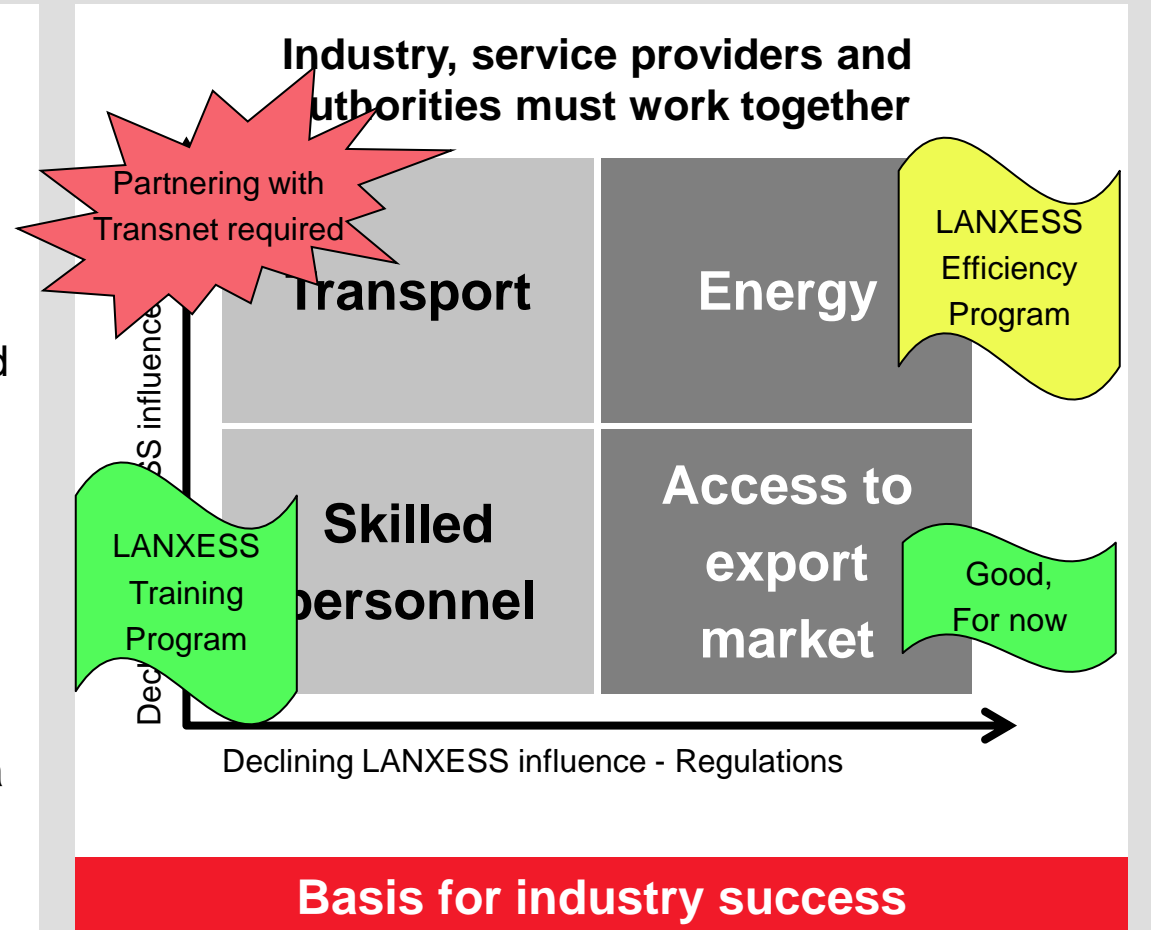 Industry, service providers and
uthorities must work together
Partnering with
Transnet required
Transport
Energy
LANXESS
Efficiency
Program
Skilled
personnel
Access to
export
market
LANXESS
Training
Program
Good,
For now
influence
Declining LANXESS influence - Regulations
Basis for industry success